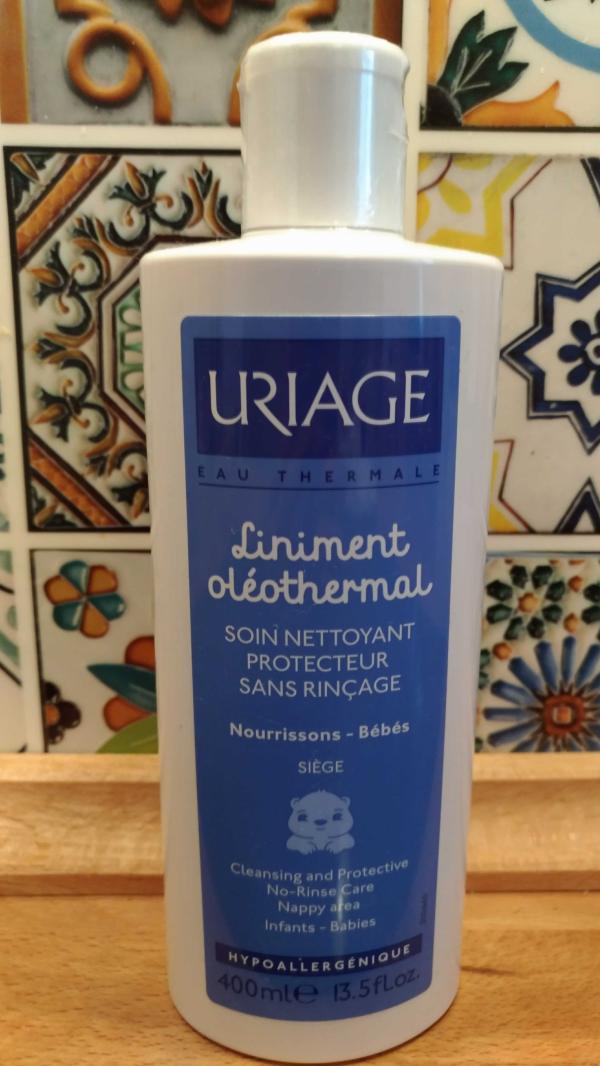 URIAGE
EAU THERMALE
Liniment
oléothermal
SOIN NETTOYANT
PROTECTEUR
SANS RINÇAGE
Nourrissons - Bébés
SIÈGE
Cleansing and Protective
No-Rinse Care
Nappy area
Infants - Babies
HYPOALLERGÉNIQUE
400ml℮ 13.5fl.oz.